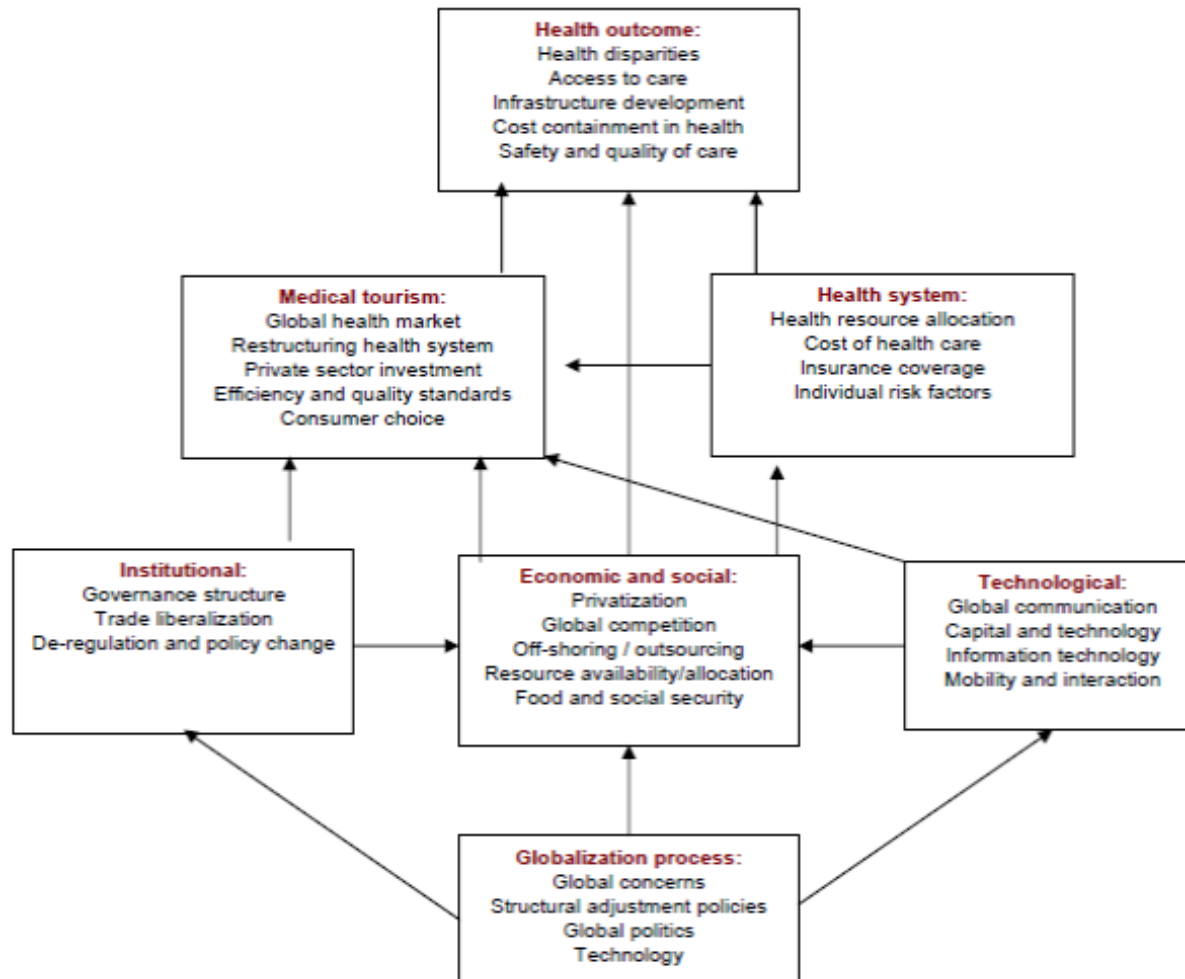 Health outcome:
Health disparities
Access to care
Infrastructure development
Cost containment in health
Safety and quality of care
Medical tourism:
Global health market
Restructuring health system
Private sector investment
Efficiency and quality standards
Consumer choice
Health system:
Health resource allocation
Cost of health care
Insurance coverage
Individual risk factors
Institutional:
Governance structure
Trade liberalization
De-regulation and policy change
Economic and social:
Privatization
Global competition
Off-shoring / outsourcing
Resource availability/allocation
Food and social security
Technological:
Global communication
Capital and technology
Information technology
Mobility and interaction
Globalization process:
Global concerns
Structural adjustment policies
Global politics
Technology